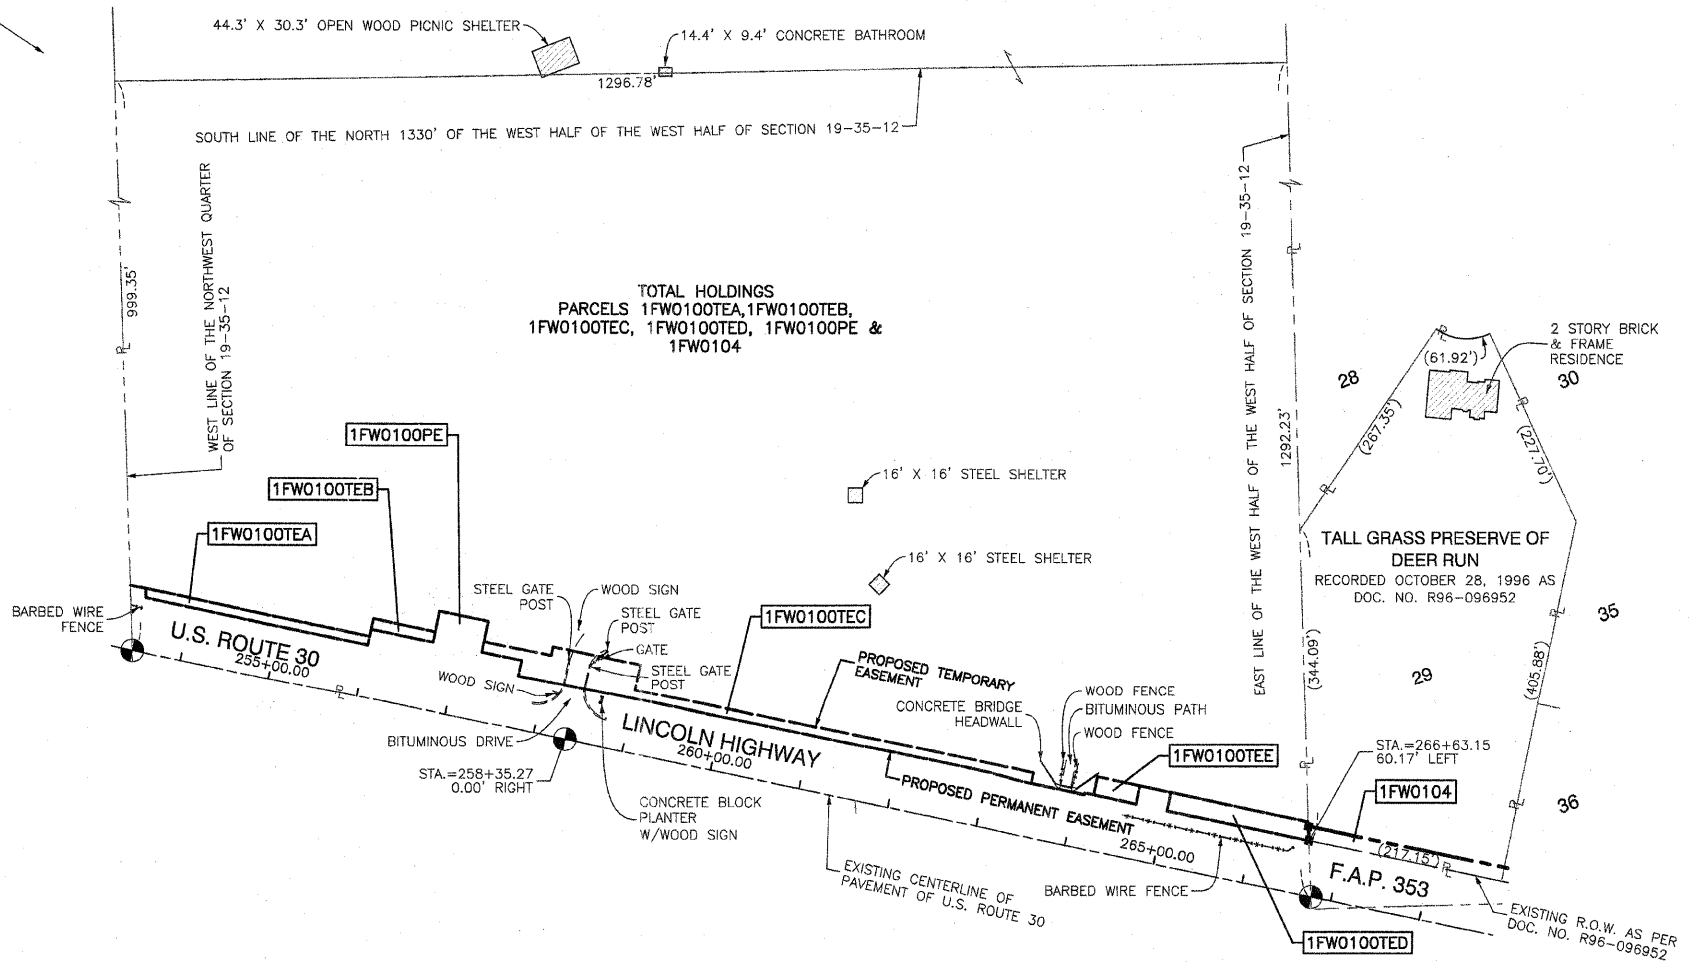 44.3' X 30.3' OPEN WOOD PICNIC SHELTER
14.4' X 9.4' CONCRETE BATHROOM
1296.78'
SOUTH LINE OF THE NORTH 1330' OF THE WEST HALF OF THE WEST HALF OF SECTION 19-35-12
WEST LINE OF THE NORTHWEST QUARTER
OF SECTION 19-35-12
999.35'
PL
EAST LINE OF THE WEST HALF OF THE WEST HALF OF SECTION 19-35-12
PL
1292.23'
TOTAL HOLDINGS
PARCELS 1FW0100TEA,1FW0100TEB,
1FW0100TEC, 1FW0100TED, 1FW0100PE &
1FW0104
2 STORY BRICK
& FRAME
RESIDENCE
PL
(61.92')
28
30
(267.35')
PL
(227.70')
PL
1FW0100PE
1FW0100TEB
1FW0100TEA
16' X 16' STEEL SHELTER
16' X 16' STEEL SHELTER
TALL GRASS PRESERVE OF
DEER RUN
RECORDED OCTOBER 28, 1996 AS
DOC. NO. R96-096952
PL
35
BARBED WIRE
FENCE
U.S. ROUTE 30
255+00.00
PL
STEEL GATE
POST
WOOD SIGN
STEEL GATE
POST
GATE
STEEL GATE
POST
WOOD SIGN
1FW0100TEC
PROPOSED TEMPORARY
EASEMENT
(344.09')
29
(405.88')
BITUMINOUS DRIVE
STA.=258+35.27
0.00' RIGHT
LINCOLN HIGHWAY
260+00.00
CONCRETE BRIDGE
HEADWALL
WOOD FENCE
BITUMINOUS PATH
WOOD FENCE
1FW0100TEE
PL
STA.=266+63.15
60.17' LEFT
1FW0104
PL
36
CONCRETE BLOCK
PLANTER
W/WOOD SIGN
PROPOSED PERMANENT EASEMENT
265+00.00
EXISTING CENTERLINE OF
PAVEMENT OF U.S. ROUTE 30
BARBED WIRE FENCE
(217.15')
PL
F.A.P. 353
1FW0100TED
EXISTING R.O.W. AS PER
DOC. NO. R96-096952